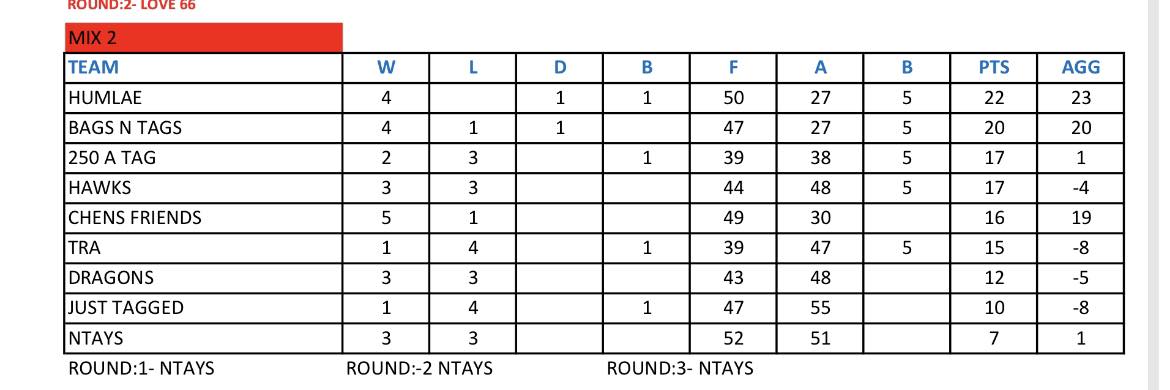 ROUND:2- LOVE 66
MIX 2
TEAM W L D B F A B PTS AGG
HUMLAE 4 1 1 50 27 5 22 23
BAGS N TAGS 4 1 1 47 27 5 20 20
250 A TAG 2 3 1 39 38 5 17 1
HAWKS 3 3 44 48 5 17 -4
CHENS FRIENDS 5 1 49 30 16 19
TRA 1 4 1 39 47 5 15 -8
DRAGONS 3 3 43 48 12 -5
JUST TAGGED 1 4 1 47 55 10 -8
NTAYS 3 3 52 51 7 1
ROUND:1- NTAYS ROUND:-2 NTAYS ROUND:3- NTAYS